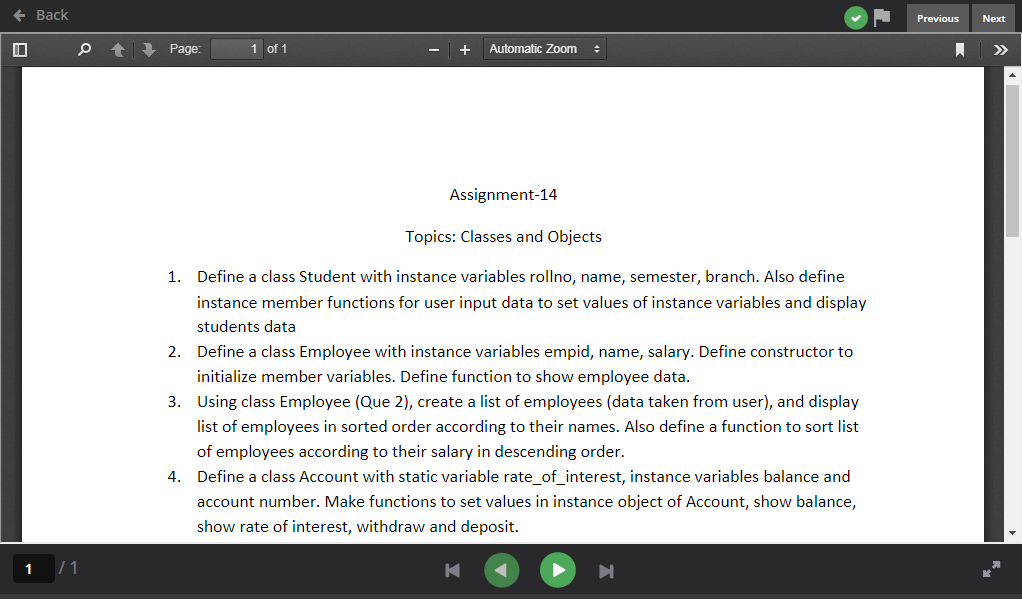 Back
Previous
Next
Page: 1 of 1
Automatic Zoom
Assignment-14
Topics: Classes and Objects
1. Define a class Student with instance variables rollno, name, semester, branch. Also define
instance member functions for user input data to set values of instance variables and display
students data
2. Define a class Employee with instance variables empid, name, salary. Define constructor to
initialize member variables. Define function to show employee data.
3. Using class Employee (Que 2), create a list of employees (data taken from user), and display
list of employees in sorted order according to their names. Also define a function to sort list
of employees according to their salary in descending order.
4. Define a class Account with static variable rate_of_interest, instance variables balance and
account number. Make functions to set values in instance object of Account, show balance,
show rate of interest, withdraw and deposit.
1 / 1